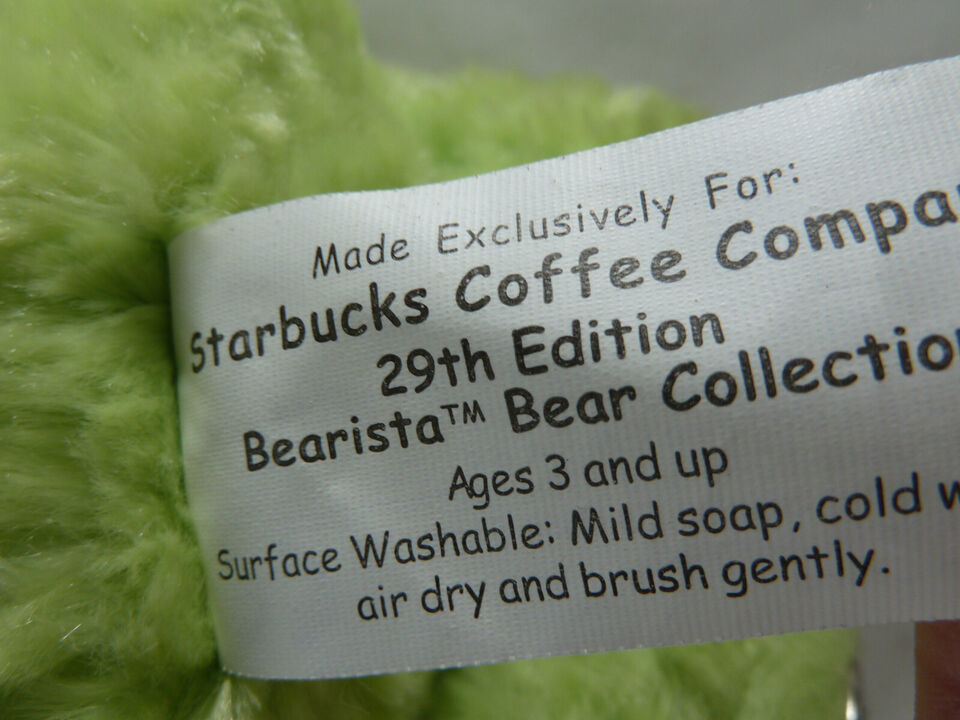 Made Exclusively For:
Starbucks Coffee Compa
29th Edition
Bearista™ Bear Collectio
Ages 3 and up
Surface Washable: Mild soap, cold w
air dry and brush gently.